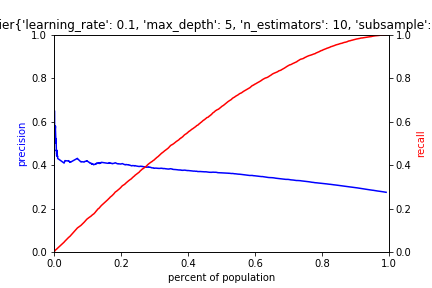 ier{'learning_rate': 0.1, 'max_depth': 5, 'n_estimators': 10, 'subsample':
1.0 1.0
0.8 0.8
0.6 0.6
precision recall
0.4 0.4
0.2 0.2
0.0 0.0
0.0 0.2 0.4 0.6 0.8 1.0
percent of population